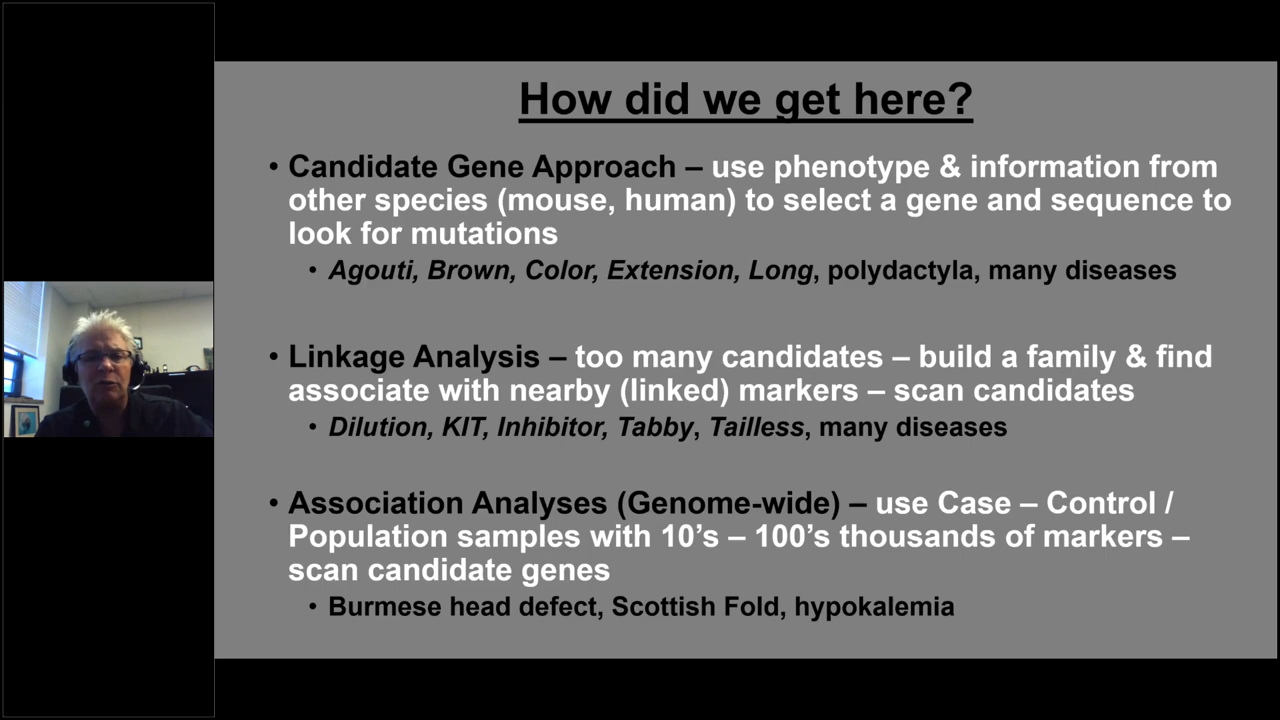 How did we get here?
• Candidate Gene Approach – use phenotype & information from
other species (mouse, human) to select a gene and sequence to
look for mutations
• Agouti, Brown, Color, Extension, Long, polydactyla, many diseases
• Linkage Analysis – too many candidates – build a family & find
associate with nearby (linked) markers – scan candidates
• Dilution, KIT, Inhibitor, Tabby, Tailless, many diseases
• Association Analyses (Genome-wide) – use Case – Control /
Population samples with 10’s – 100’s thousands of markers –
scan candidate genes
• Burmese head defect, Scottish Fold, hypokalemia